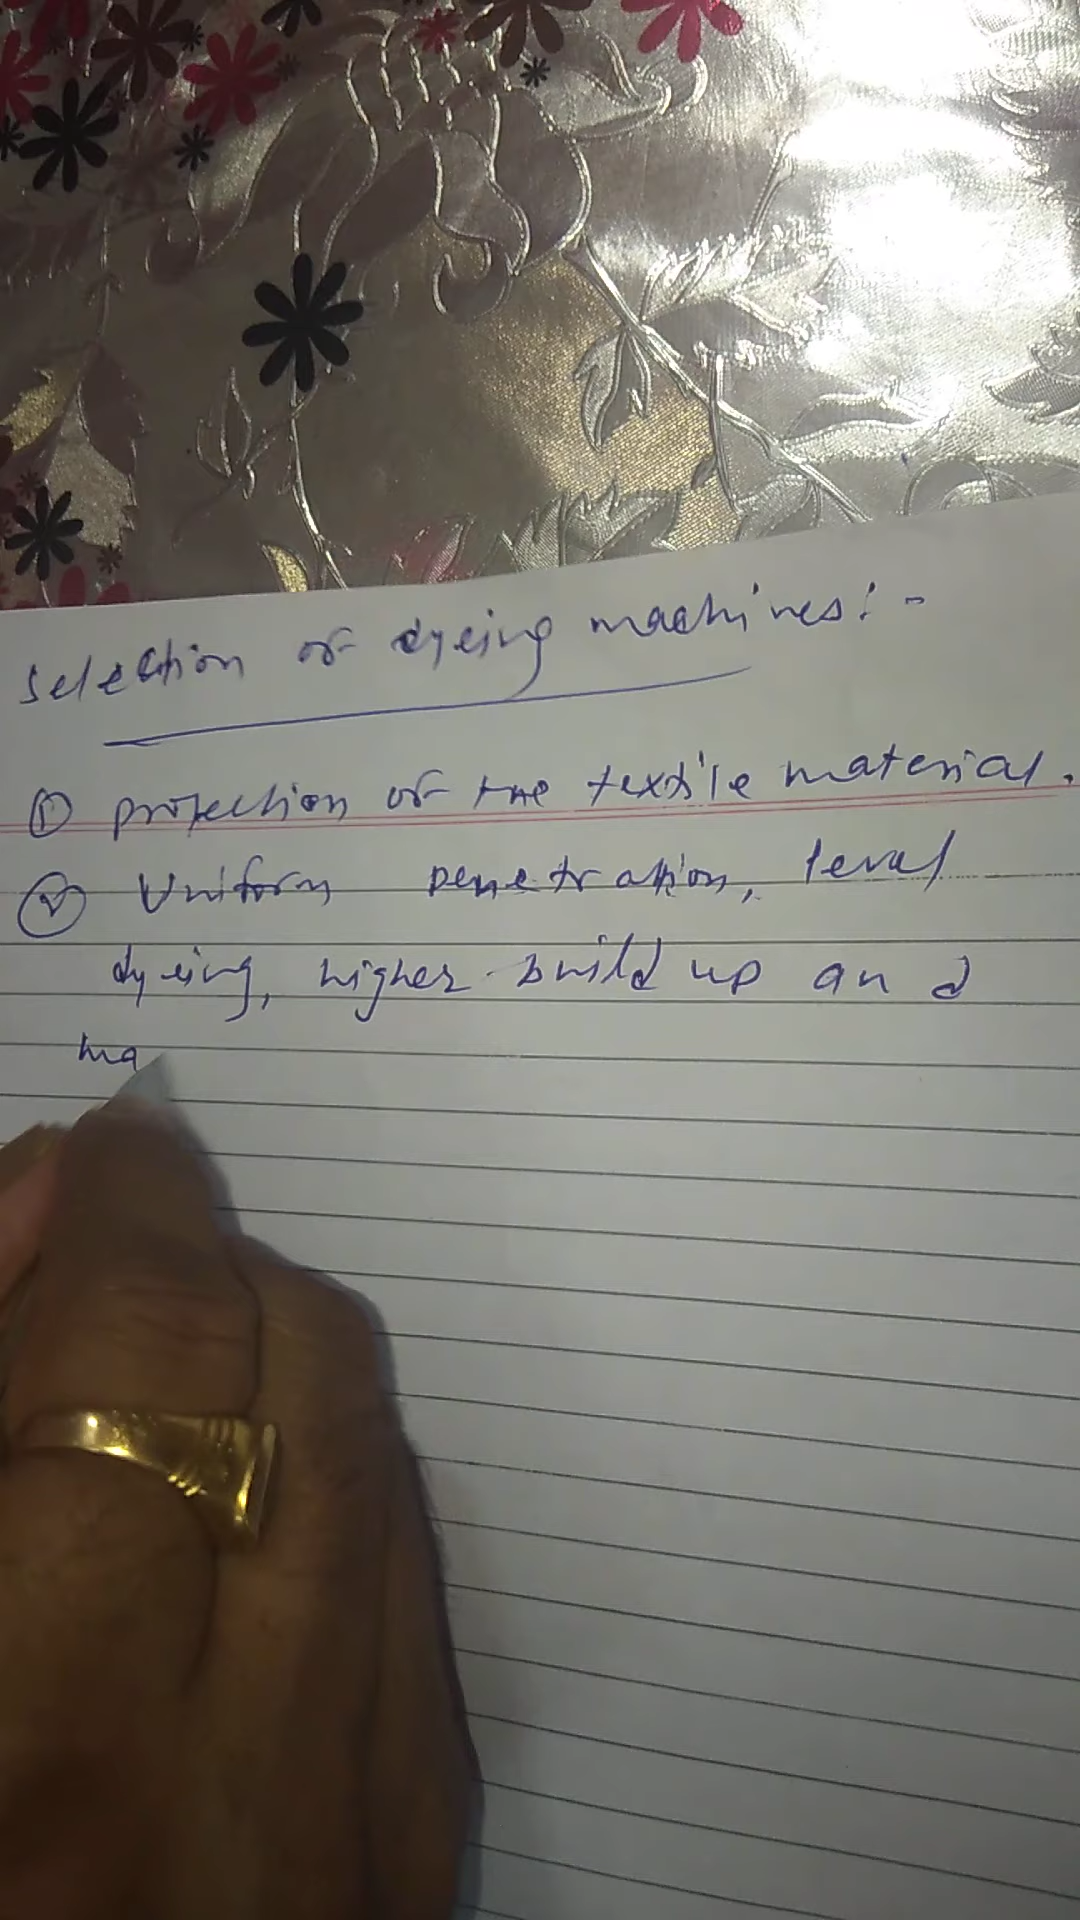 Selection of dyeing machines:-
① protection of the textile material.
② Uniform penetration, level
dyeing, higher build up and
ma